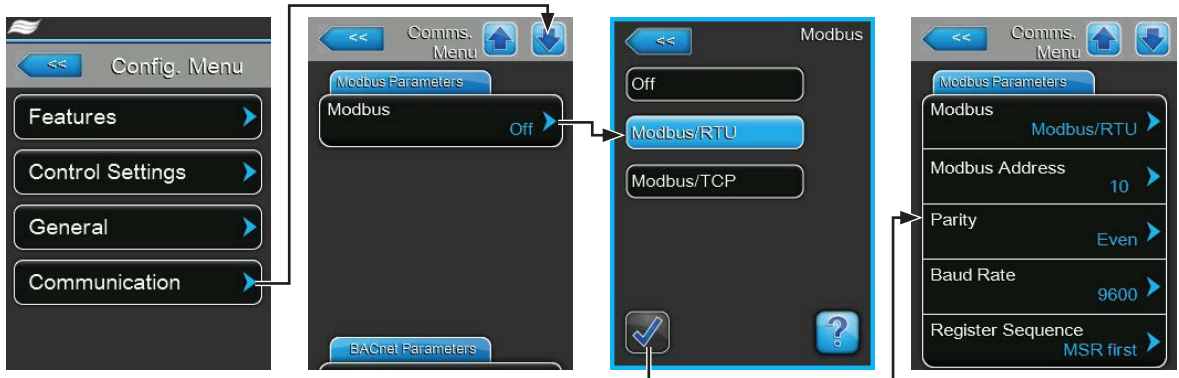 << Config. Menu
Features
Control Settings
General
Communication
<< Comms.
Menu
Modbus Parameters
Modbus
Off
BACnet Parameters
<< Modbus
Off
Modbus/RTU
Modbus/TCP
?
<< Comms.
Menu
Modbus Parameters
Modbus
Modbus/RTU
Modbus Address
10
Parity
Even
Baud Rate
9600
Register Sequence
MSR first